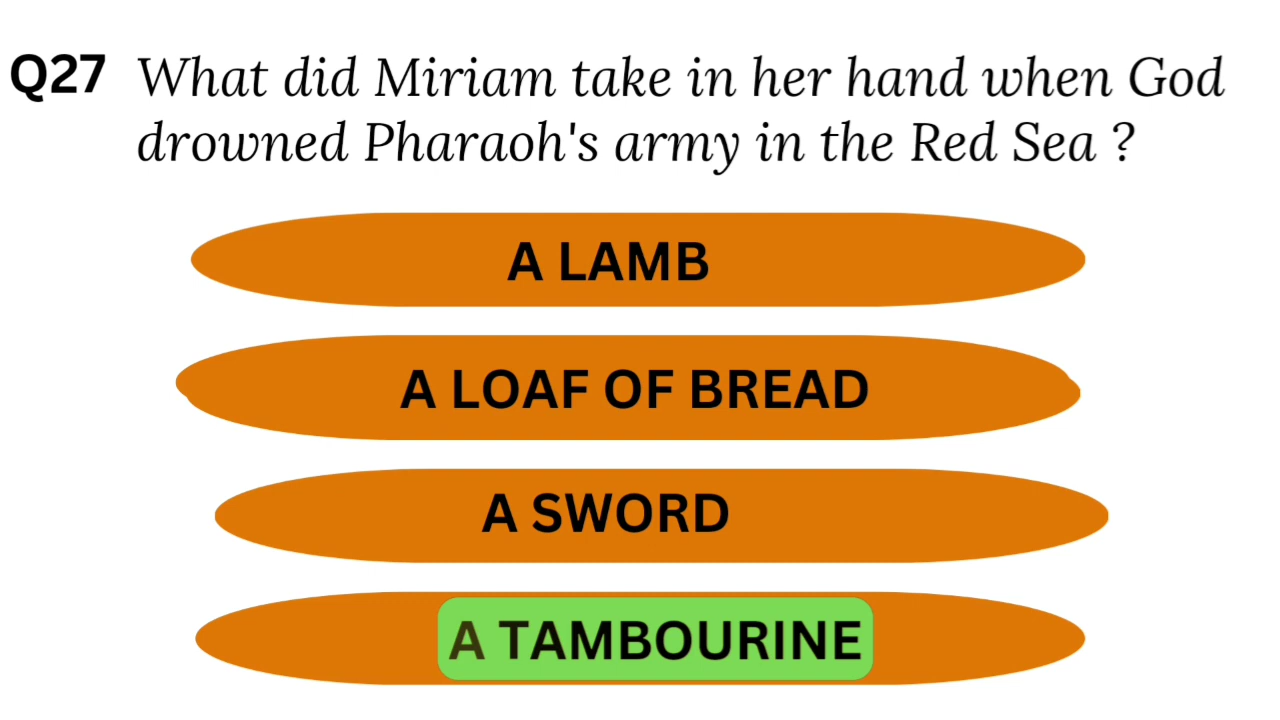 Q27 What did Miriam take in her hand when God
drowned Pharaoh's army in the Red Sea ?
A LAMB
A LOAF OF BREAD
A SWORD
A TAMBOURINE